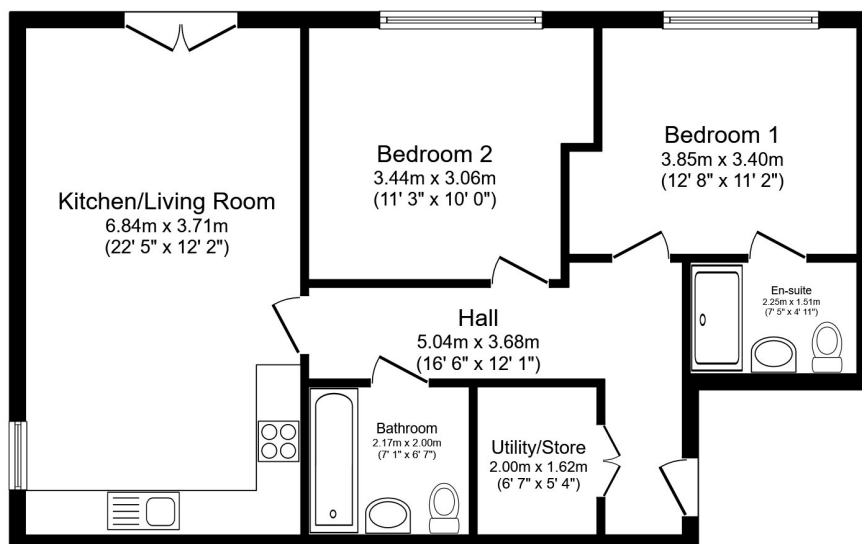 Kitchen/Living Room
6.84m x 3.71m
(22' 5" x 12' 2")
Bedroom 2
3.44m x 3.06m
(11' 3" x 10' 0")
Bedroom 1
3.85m x 3.40m
(12' 8" x 11' 2")
En-suite
2.25m x 1.51m
(7' 5" x 4' 11")
Hall
5.04m x 3.68m
(16' 6" x 12' 1")
Bathroom
2.17m x 2.00m
(7' 1" x 6' 7")
Utility/Store
2.00m x 1.62m
(6' 7" x 5' 4")